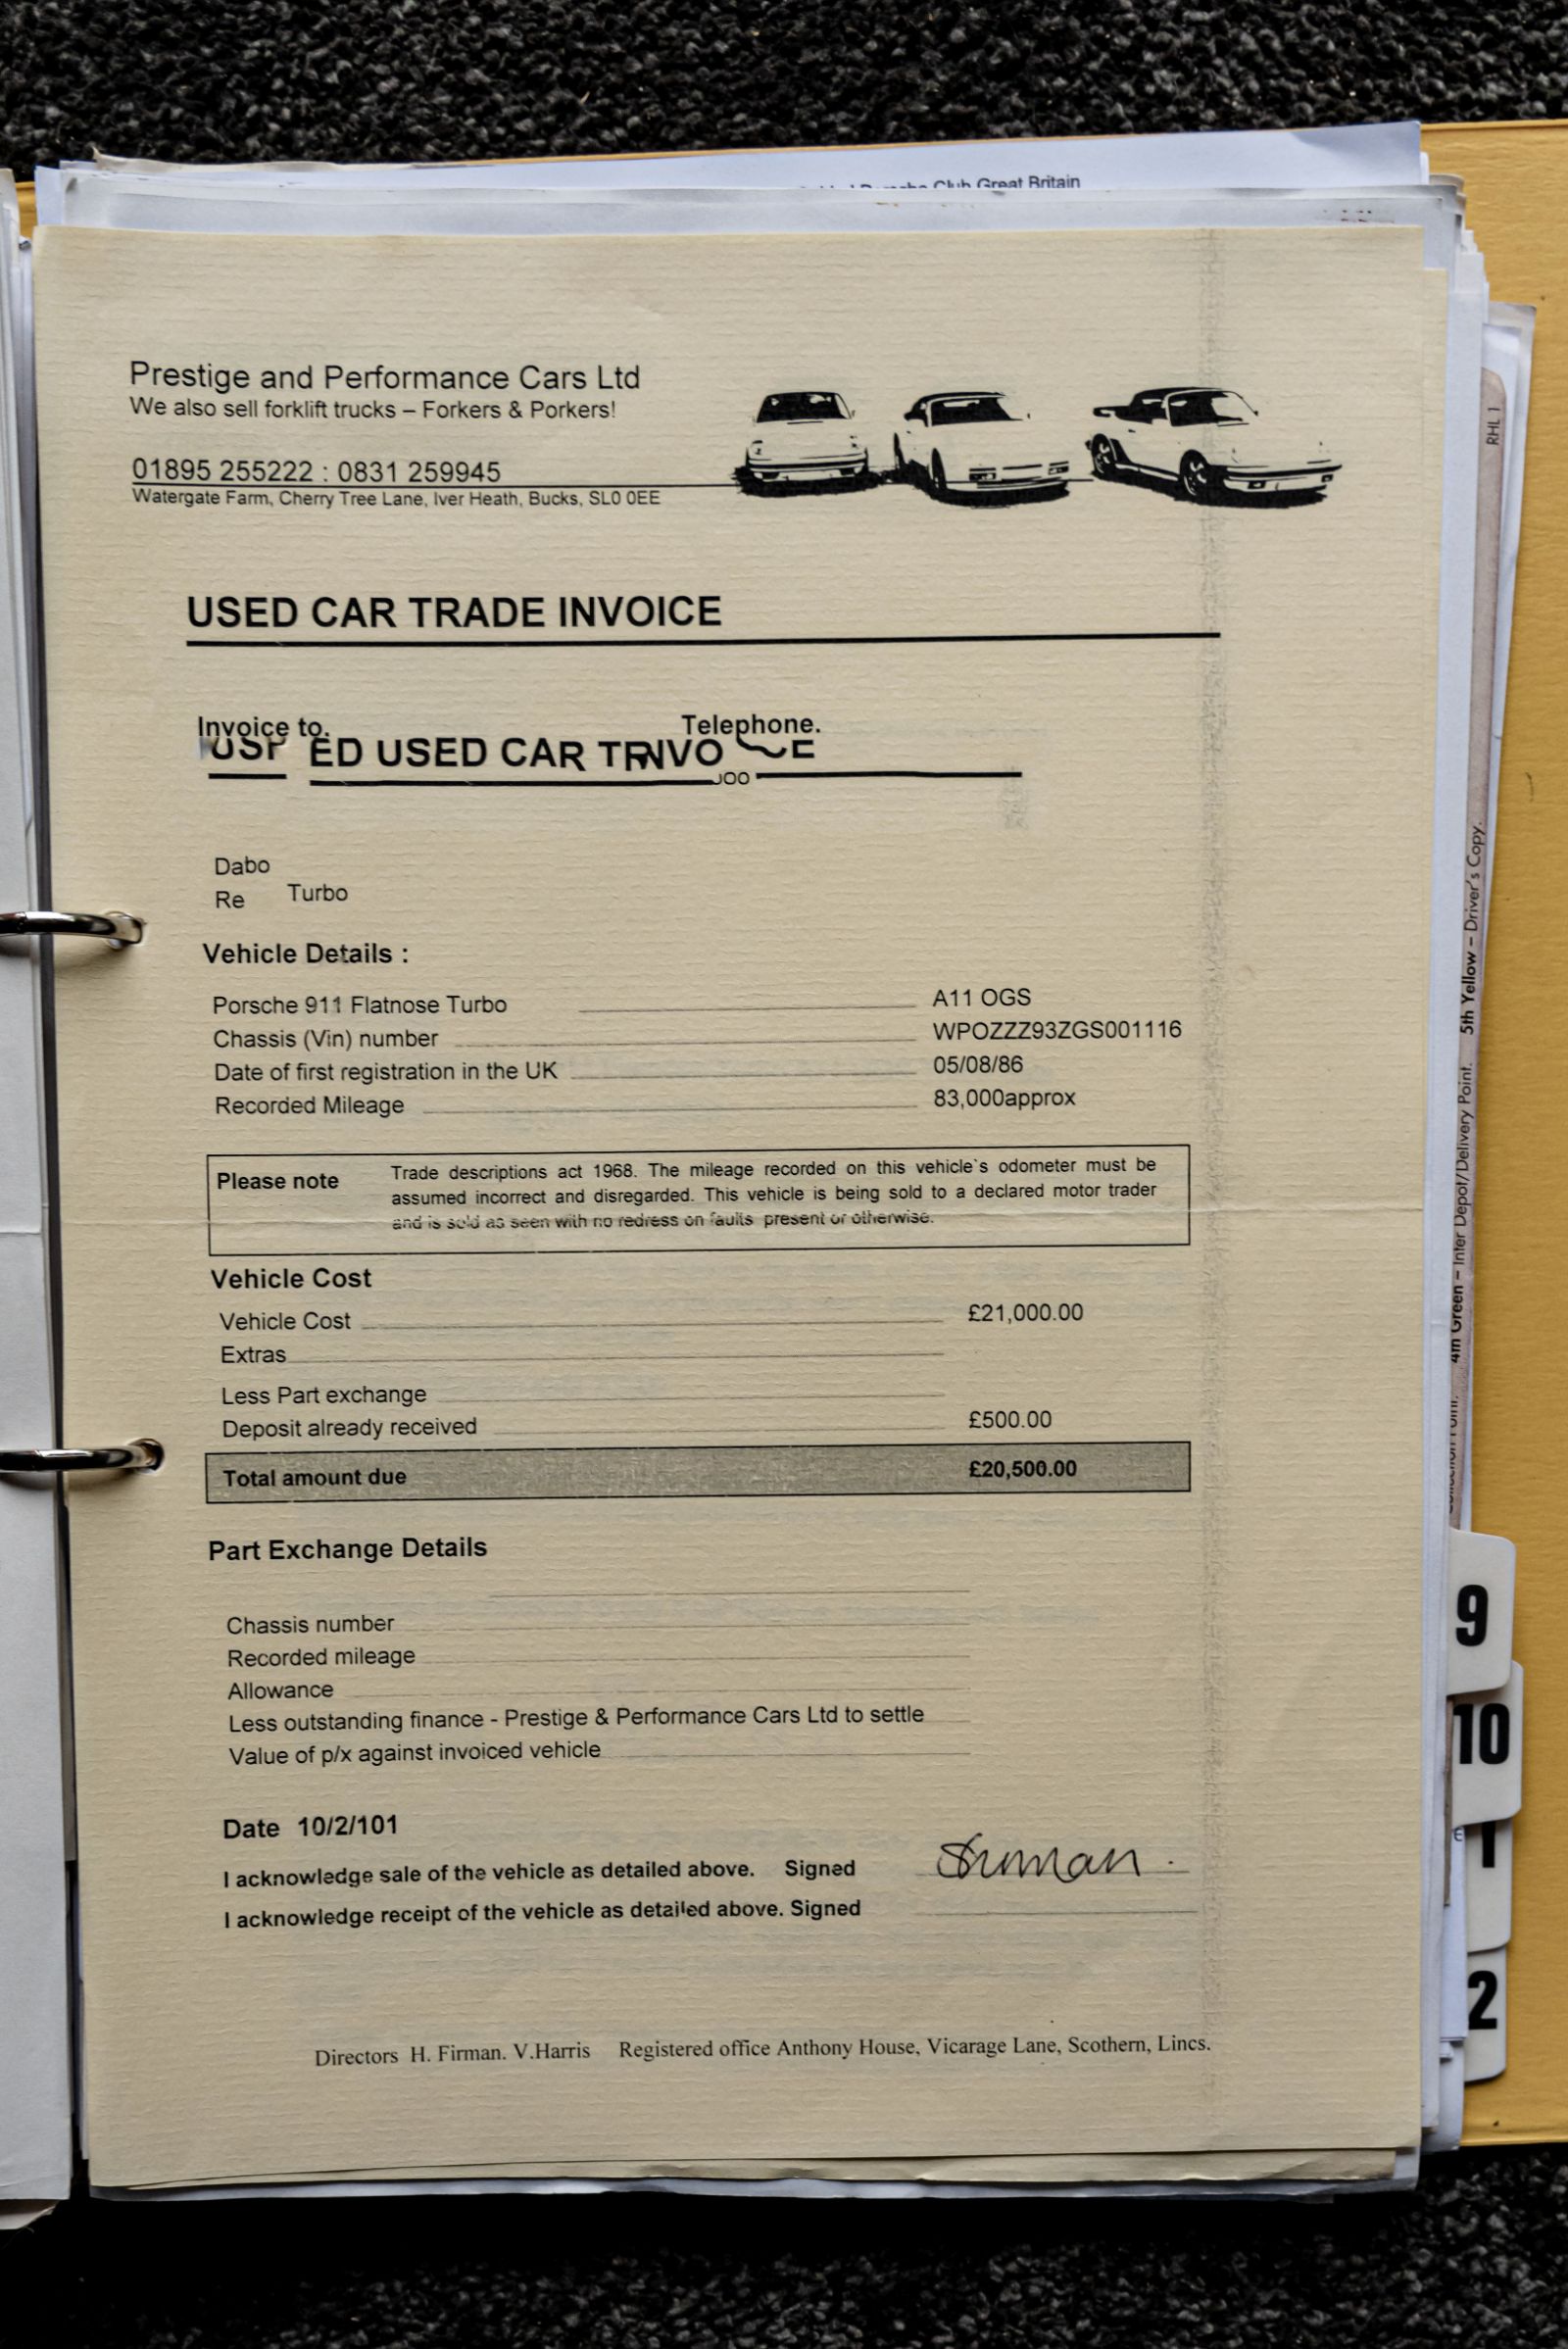 Porsche Club Great Britain
Prestige and Performance Cars Ltd
We also sell forklift trucks – Forkers & Porkers!
01895 255222 : 0831 259945
Watergate Farm, Cherry Tree Lane, Iver Heath, Bucks, SL0 0EE
USED CAR TRADE INVOICE
Invoice to. Telephone.
ED USED CAR
Dabo
Re Turbo
Vehicle Details :
Porsche 911 Flatnose Turbo A11 OGS
Chassis (Vin) number WPOZZZ93ZGS001116
Date of first registration in the UK 05/08/86
Recorded Mileage 83,000approx
Please note Trade descriptions act 1968. The mileage recorded on this vehicle`s odometer must be
assumed incorrect and disregarded. This vehicle is being sold to a declared motor trader
and is sold as seen with no redress on faults present or otherwise.
Vehicle Cost
Vehicle Cost £21,000.00
Extras
Less Part exchange
Deposit already received £500.00
Total amount due £20,500.00
Part Exchange Details
Chassis number
Recorded mileage
Allowance
Less outstanding finance - Prestige & Performance Cars Ltd to settle
Value of p/x against invoiced vehicle
Date 10/2/101
I acknowledge sale of the vehicle as detailed above. Signed
I acknowledge receipt of the vehicle as detailed above. Signed
Directors H. Firman. V.Harris Registered office Anthony House, Vicarage Lane, Scothern, Lincs.
RHL 1
4th Green – Inter Depot/Delivery Point. 5th Yellow – Driver's Copy.
9
10
1
2